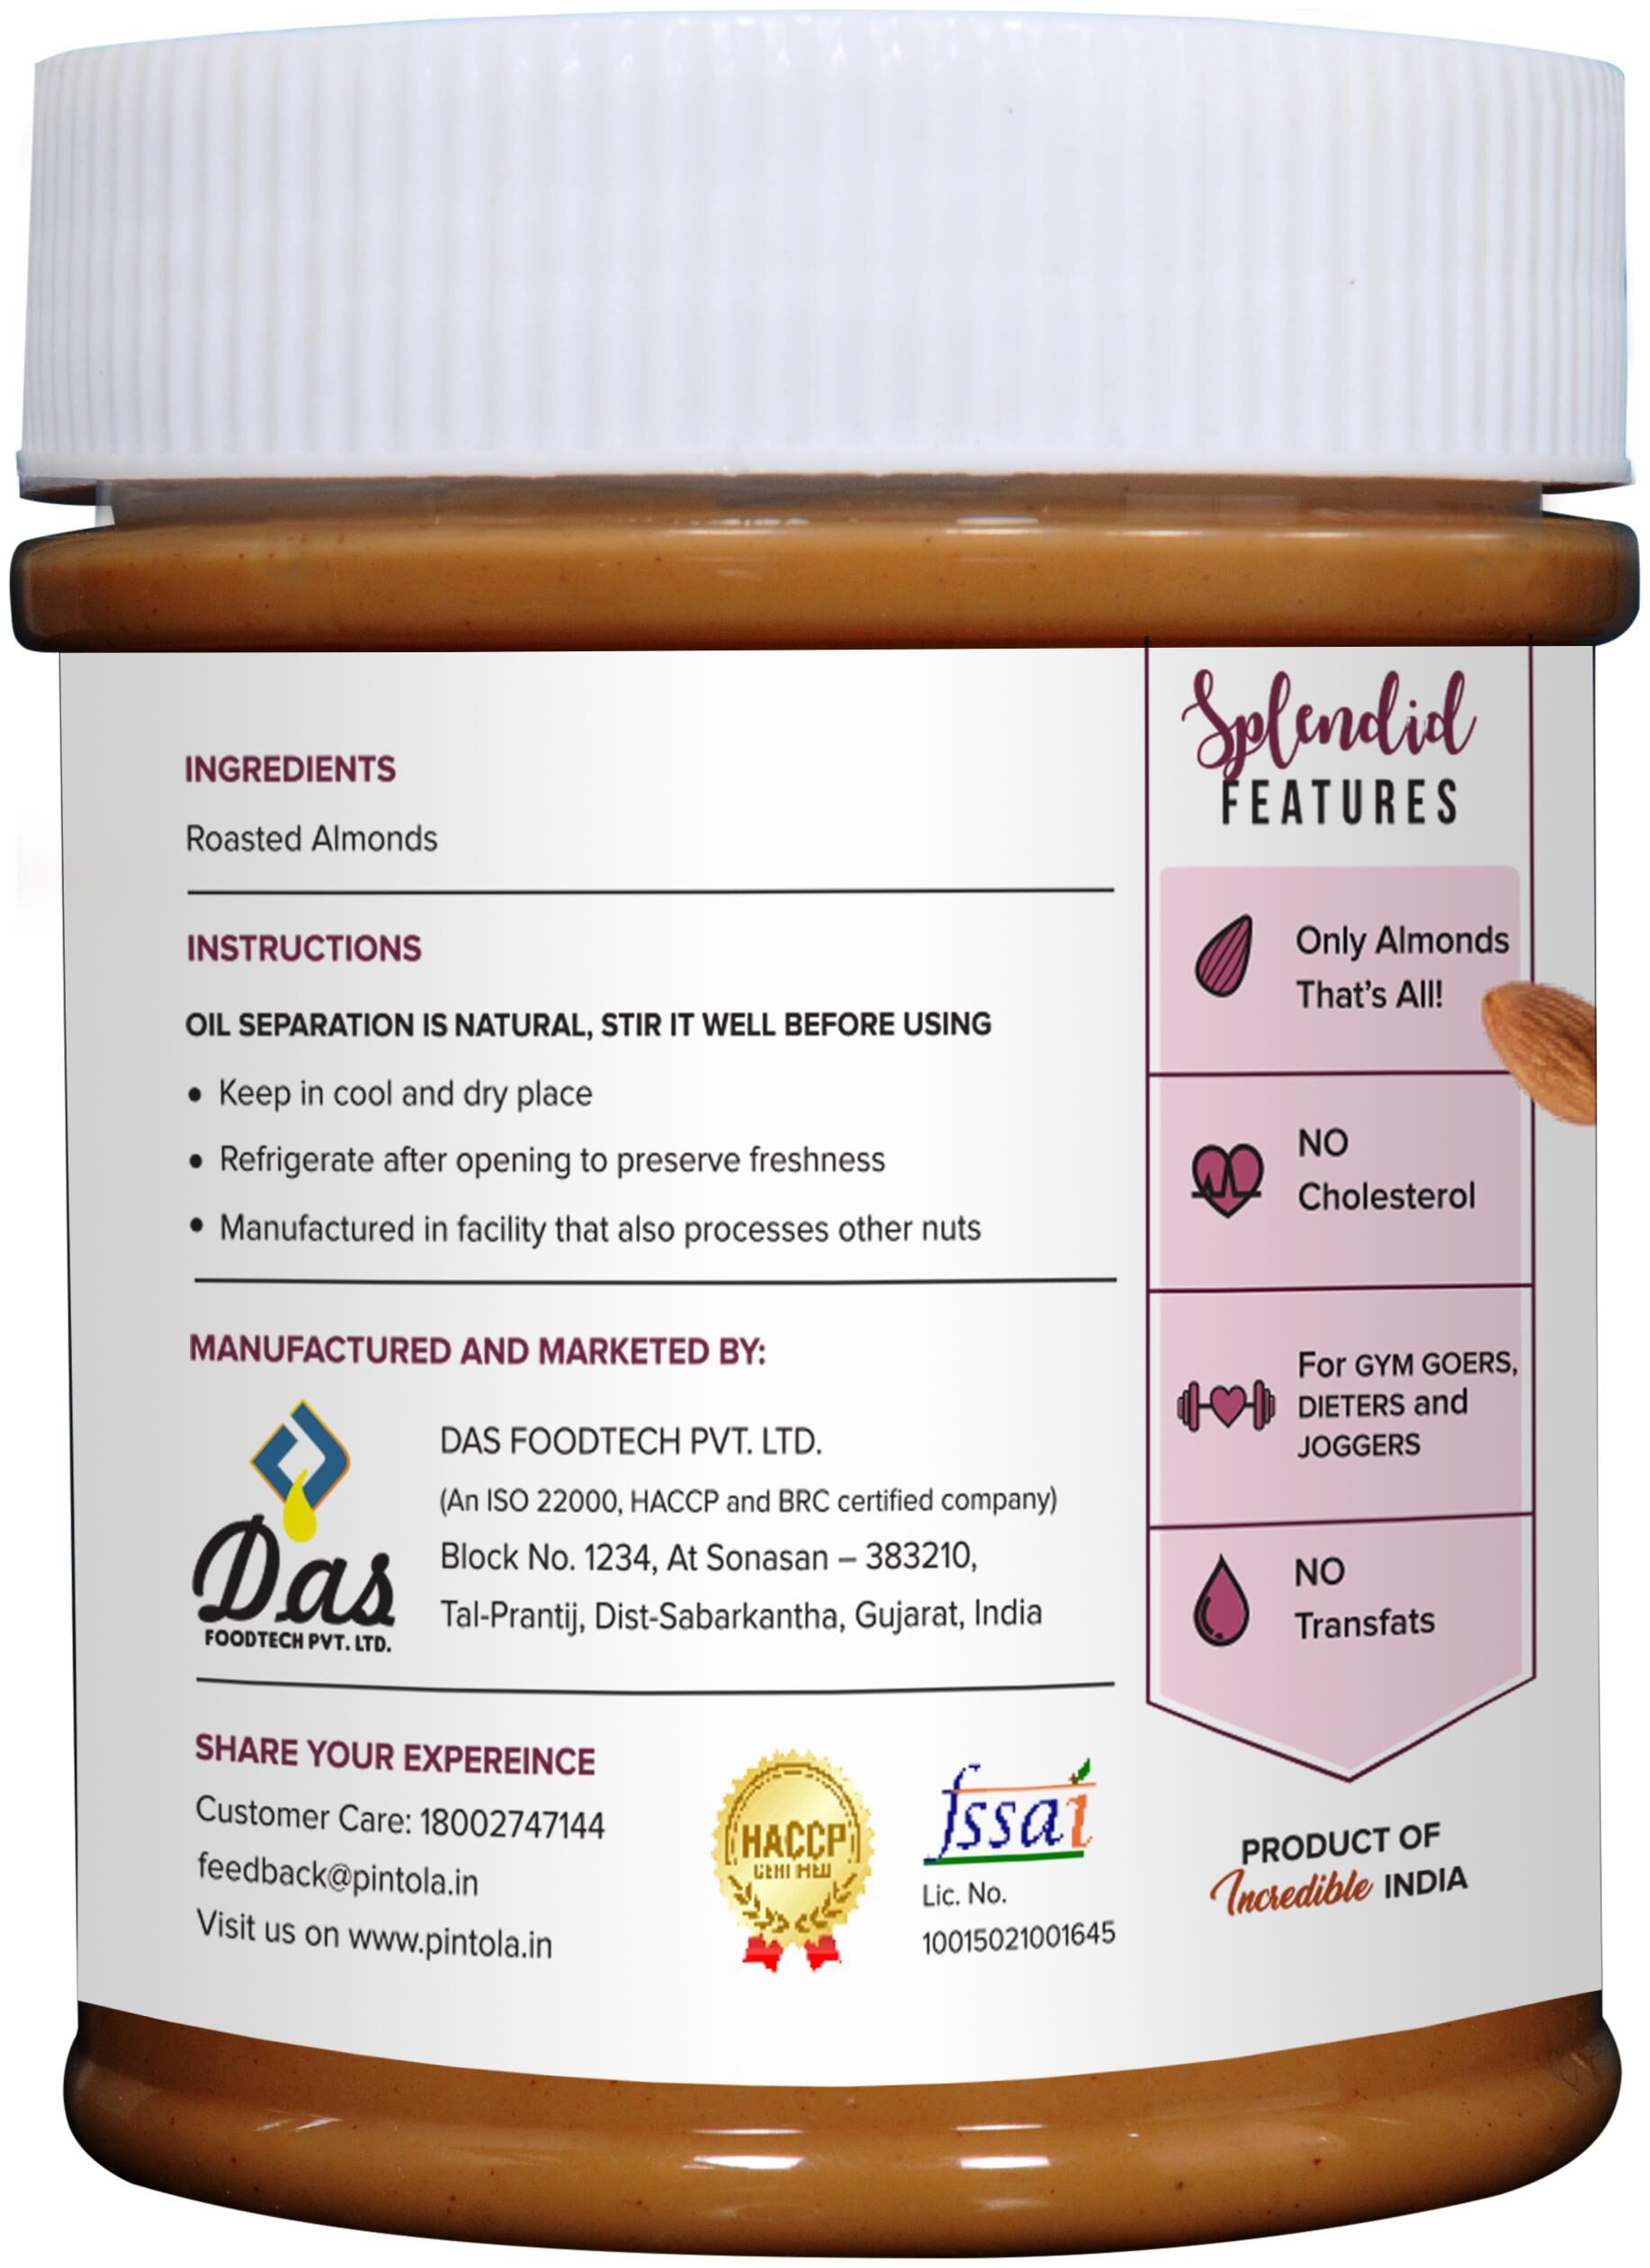 INGREDIENTS
Roasted Almonds
INSTRUCTIONS
OIL SEPARATION IS NATURAL, STIR IT WELL BEFORE USING
• Keep in cool and dry place
• Refrigerate after opening to preserve freshness
• Manufactured in facility that also processes other nuts
MANUFACTURED AND MARKETED BY:
Das
FOODTECH PVT. LTD.
DAS FOODTECH PVT. LTD.
(An ISO 22000, HACCP and BRC certified company)
Block No. 1234, At Sonasan – 383210,
Tal-Prantij, Dist-Sabarkantha, Gujarat, India
SHARE YOUR EXPEREINCE
Customer Care: 18002747144
feedback@pintola.in
Visit us on www.pintola.in
HACCP
CERTIFIED
fssai
Lic. No.
10015021001645
Splendid
FEATURES
Only Almonds
That's All!
NO
Cholesterol
For GYM GOERS,
DIETERS and
JOGGERS
NO
Transfats
PRODUCT OF
Incredible INDIA